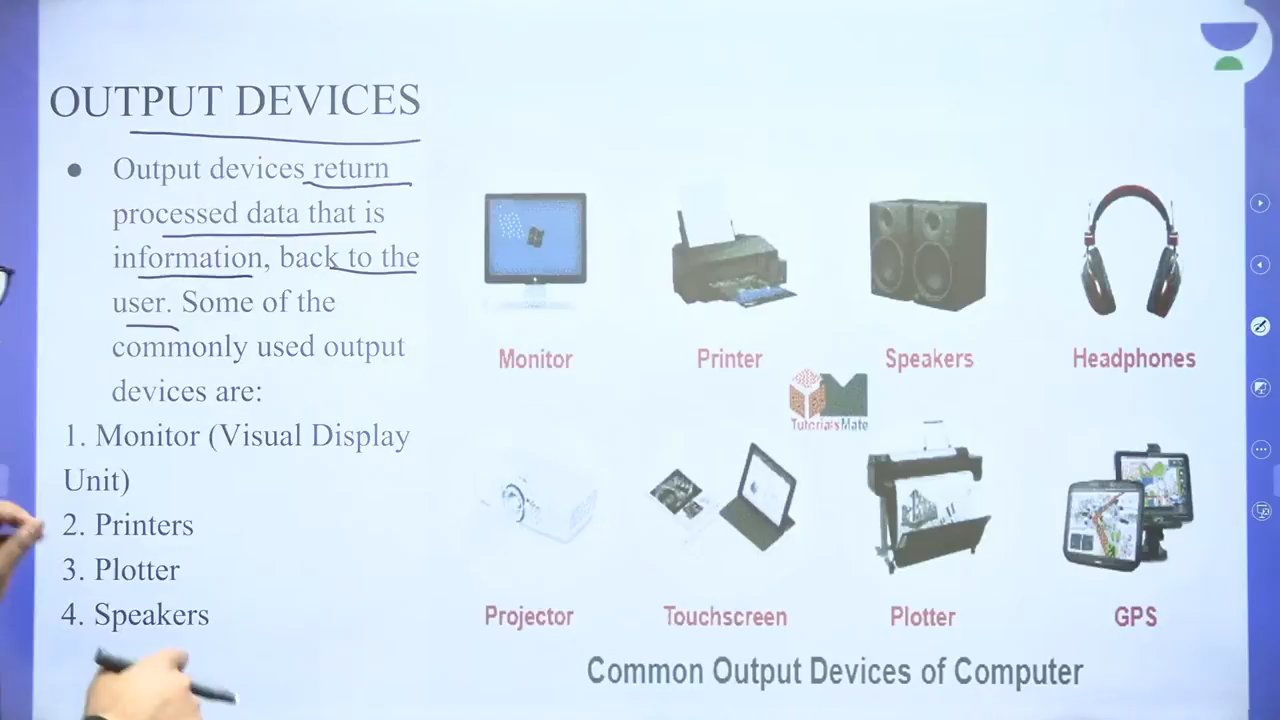 OUTPUT DEVICES
● Output devices return
processed data that is
information, back to the
user. Some of the
commonly used output
devices are:
1. Monitor (Visual Display
Unit)
2. Printers
3. Plotter
4. Speakers
Monitor
Printer
Speakers
Headphones
TutorialsMate
Projector
Touchscreen
Plotter
GPS
Common Output Devices of Computer